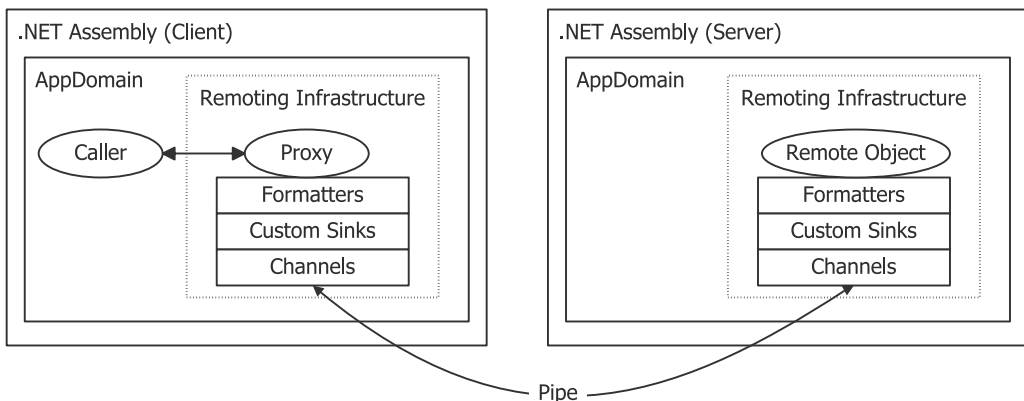 .NET Assembly (Client)
AppDomain
Remoting Infrastructure
Caller
Proxy
Formatters
Custom Sinks
Channels
.NET Assembly (Server)
AppDomain
Remoting Infrastructure
Remote Object
Formatters
Custom Sinks
Channels
Pipe